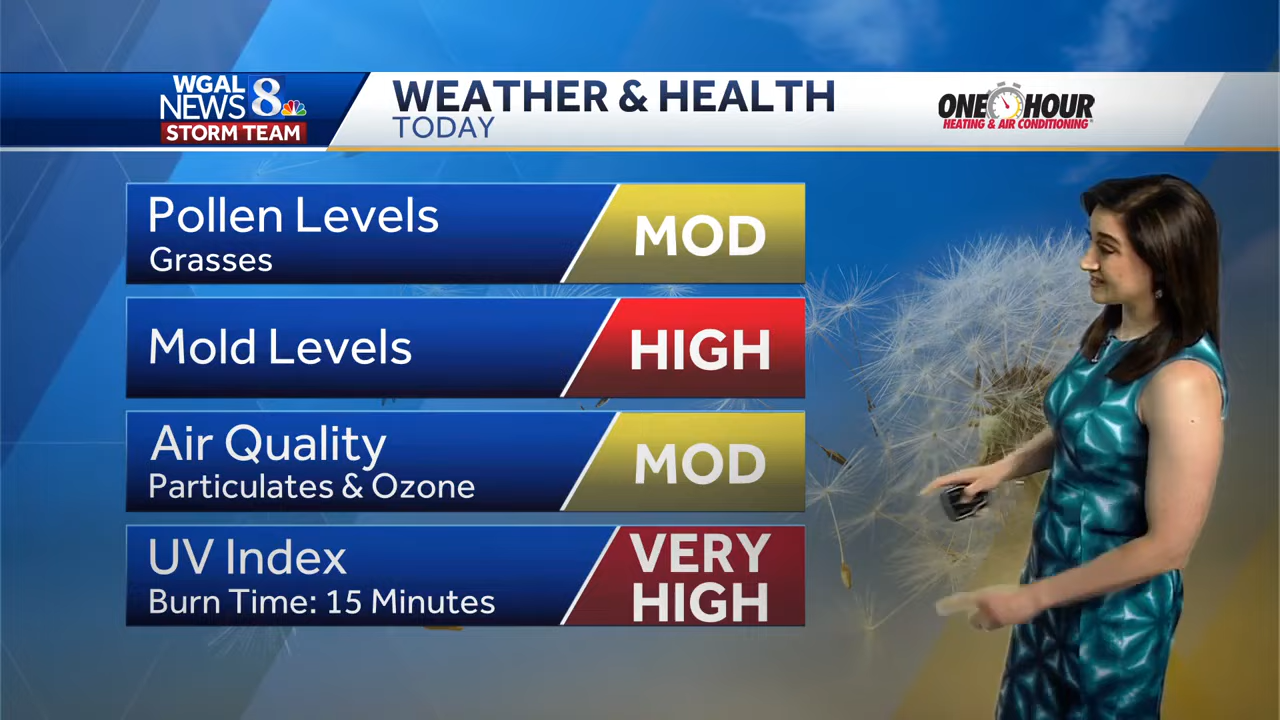 WGAL
NEWS 8
STORM TEAM
WEATHER & HEALTH
TODAY
ONE HOUR
HEATING & AIR CONDITIONING
Pollen Levels
Grasses
MOD
Mold Levels
HIGH
Air Quality
Particulates & Ozone
MOD
UV Index
Burn Time: 15 Minutes
VERY
HIGH